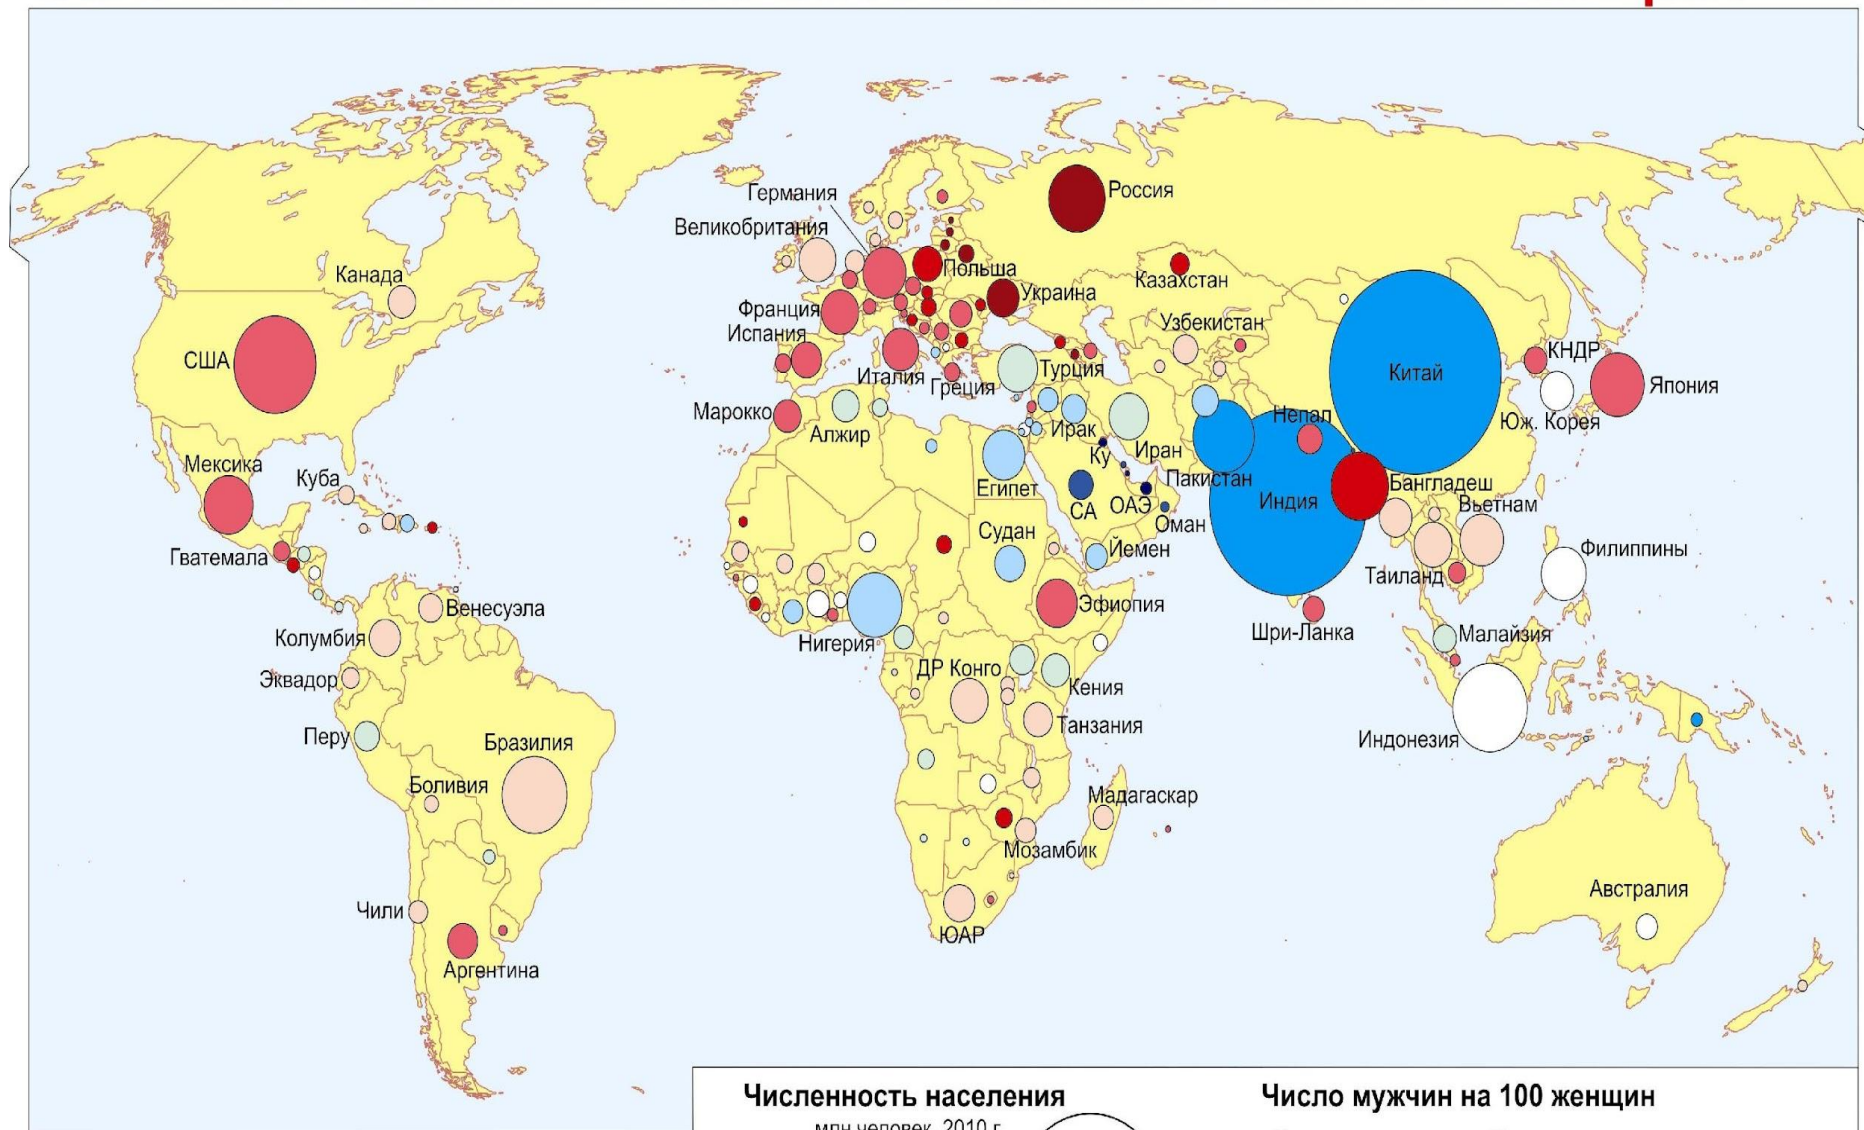 Германия
Россия
Великобритания
Канада
Польша
Казахстан
Украина
Франция
Испания
Узбекистан
США
КНДР
Китай
Италия
Турция
Греция
Япония
Марокко
Непал
Юж. Корея
Алжир
Ирак
Ку
Иран
Мексика
Куба
Пакистан
Бангладеш
Египет
СА
ОАЭ
Индия
Вьетнам
Оман
Судан
Йемен
Филиппины
Гватемала
Таиланд
Венесуэла
Эфиопия
Колумбия
Нигерия
Шри-Ланка
Малайзия
Эквадор
ДР Конго
Кения
Перу
Танзания
Бразилия
Индонезия
Боливия
Мадагаскар
Мозамбик
Австралия
Чили
ЮАР
Аргентина
Численность населения
млн человек, 2010 г.
Число мужчин на 100 женщин